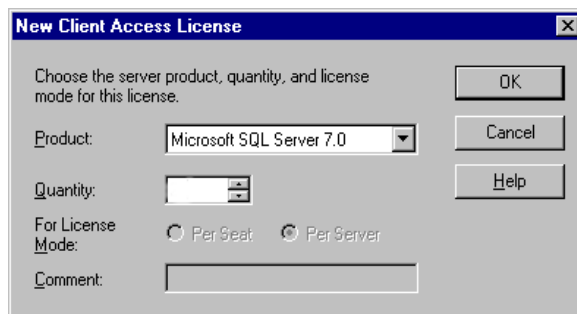 New Client Access License
Choose the server product, quantity, and license
mode for this license.
OK
Product:
Microsoft SQL Server 7.0
Cancel
Quantity:
Help
For License
Mode:
Per Seat
Per Server
Comment: